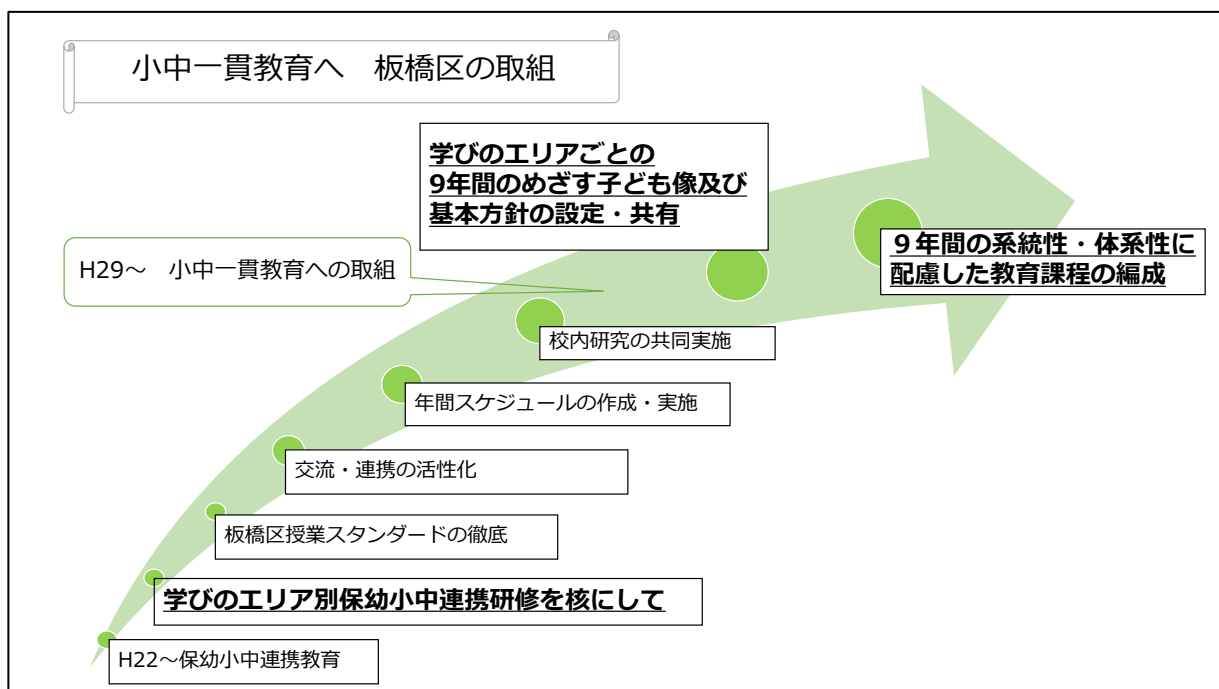 小中一貫教育へ　板橋区の取組
学びのエリアごとの
9年間のめざす子ども像及び
基本方針の設定・共有
９年間の系統性・体系性に
配慮した教育課程の編成
H29～　小中一貫教育への取組
校内研究の共同実施
年間スケジュールの作成・実施
交流・連携の活性化
板橋区授業スタンダードの徹底
学びのエリア別保幼小中連携研修を核にして
H22～保幼小中連携教育